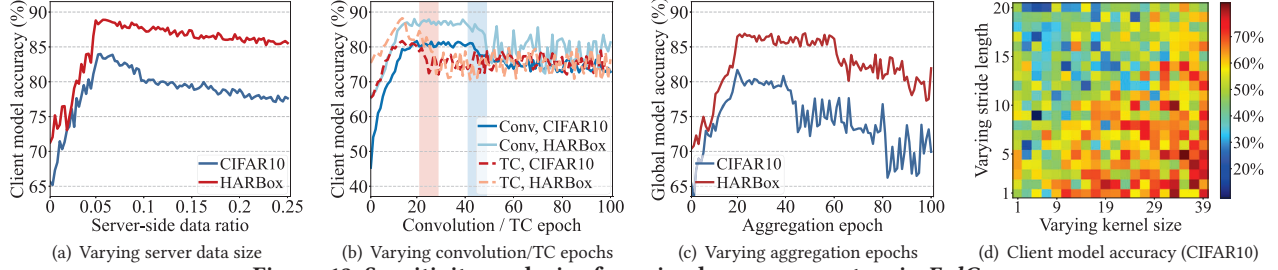 Client model accuracy (%)
90
85
80
75
70
65
CIFAR10
HARBox
0 0.05 0.1 0.15 0.2 0.25
Server-side data ratio
(a) Varying server data size
Client model accuracy (%)
90
80
70
60
50
40
Conv, CIFAR10
Conv, HARBox
TC, CIFAR10
TC, HARBox
0 20 40 60 80 100
Convolution / TC epoch
(b) Varying convolution/TC epochs
Global model accuracy (%)
90
85
80
75
70
65
CIFAR10
HARBox
0 20 40 60 80 100
Aggregation epoch
(c) Varying aggregation epochs
Varying stride length
20
15
10
5
1
1 9 19 29 39
Varying kernel size
70%
60%
50%
40%
30%
20%
(d) Client model accuracy (CIFAR10)